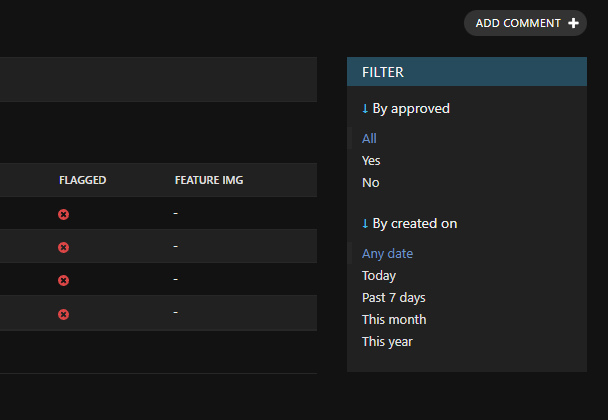 ADD COMMENT +
FILTER
↓ By approved
All
Yes
No
↓ By created on
Any date
Today
Past 7 days
This month
This year
FLAGGED FEATURE IMG
-
-
-
-